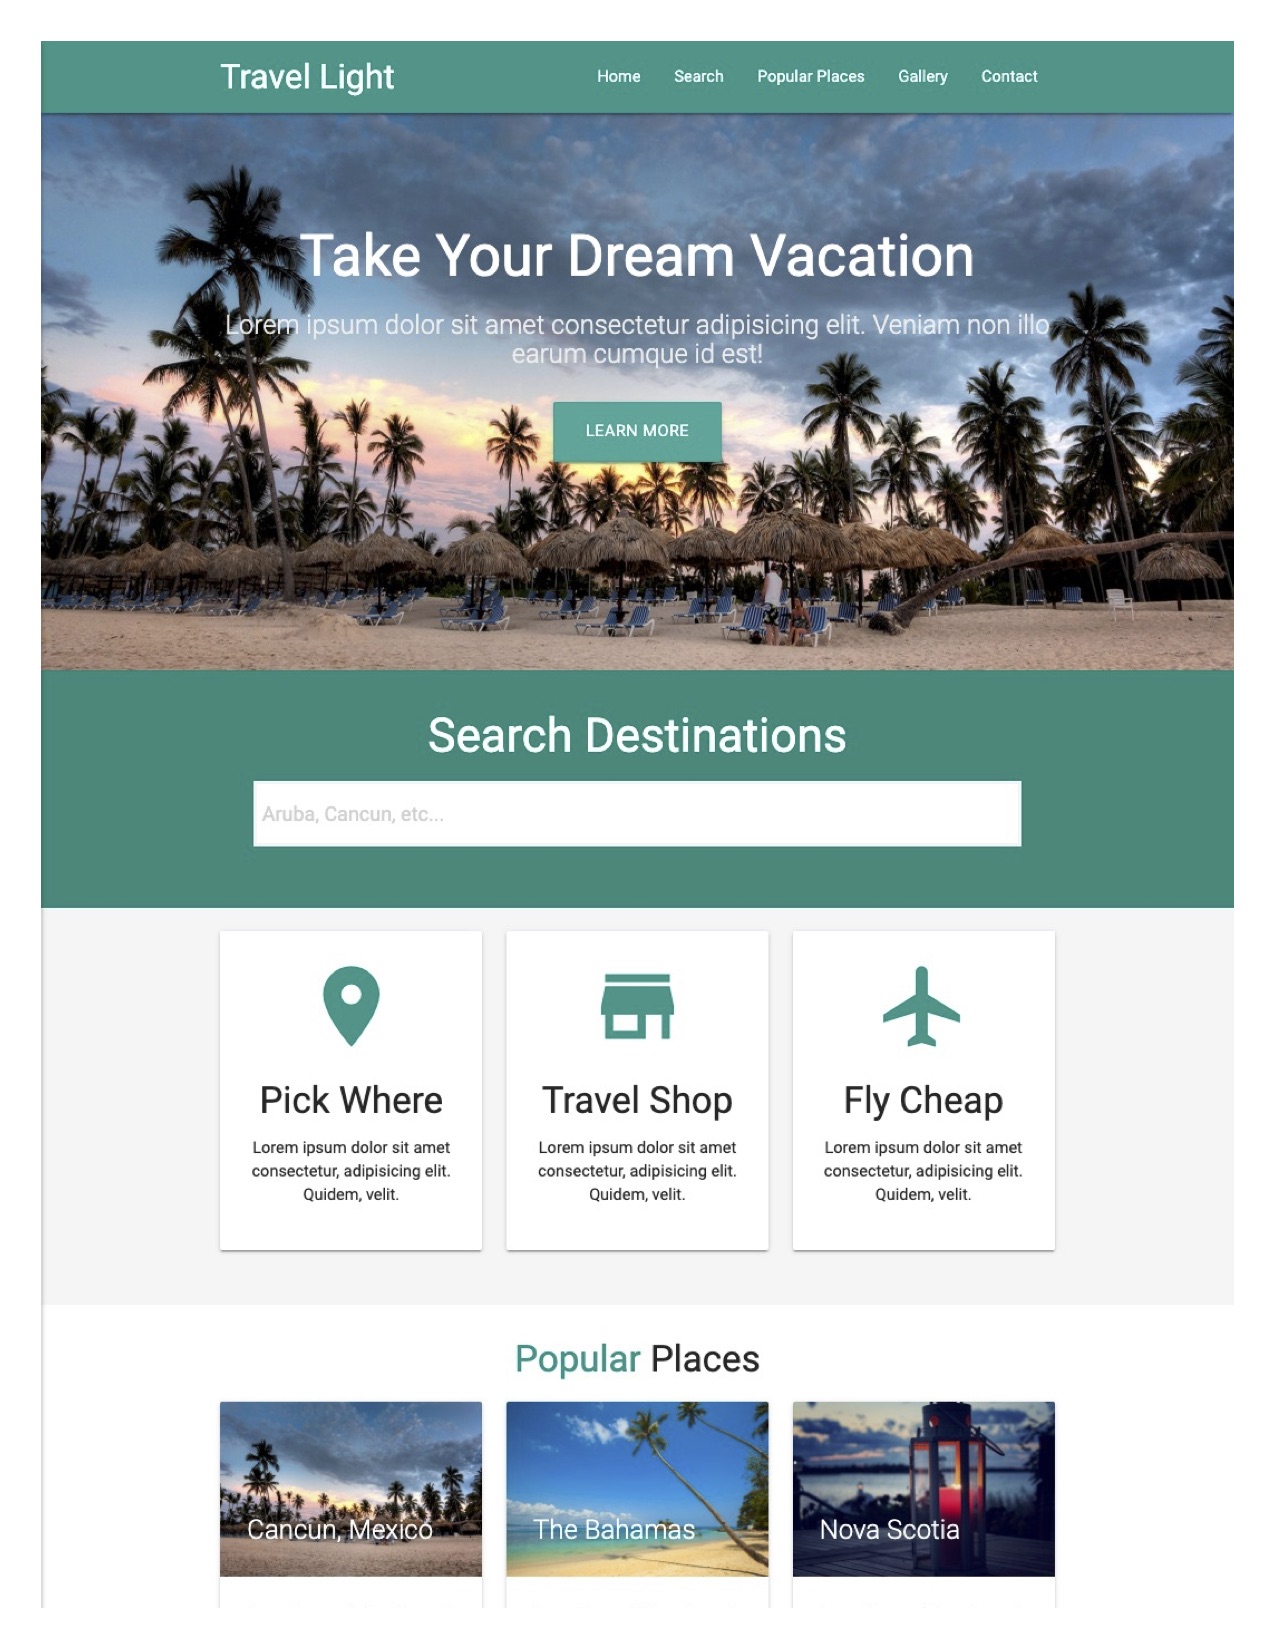 Travel Light
Home Search Popular Places Gallery Contact
Take Your Dream Vacation
Lorem ipsum dolor sit amet consectetur adipisicing elit. Veniam non illo
earum cumque id est!
LEARN MORE
Search Destinations
Aruba, Cancun, etc...
Pick Where
Lorem ipsum dolor sit amet
consectetur, adipisicing elit.
Quidem, velit.
Travel Shop
Lorem ipsum dolor sit amet
consectetur, adipisicing elit.
Quidem, velit.
Fly Cheap
Lorem ipsum dolor sit amet
consectetur, adipisicing elit.
Quidem, velit.
Popular Places
Cancun, Mexico
The Bahamas
Nova Scotia